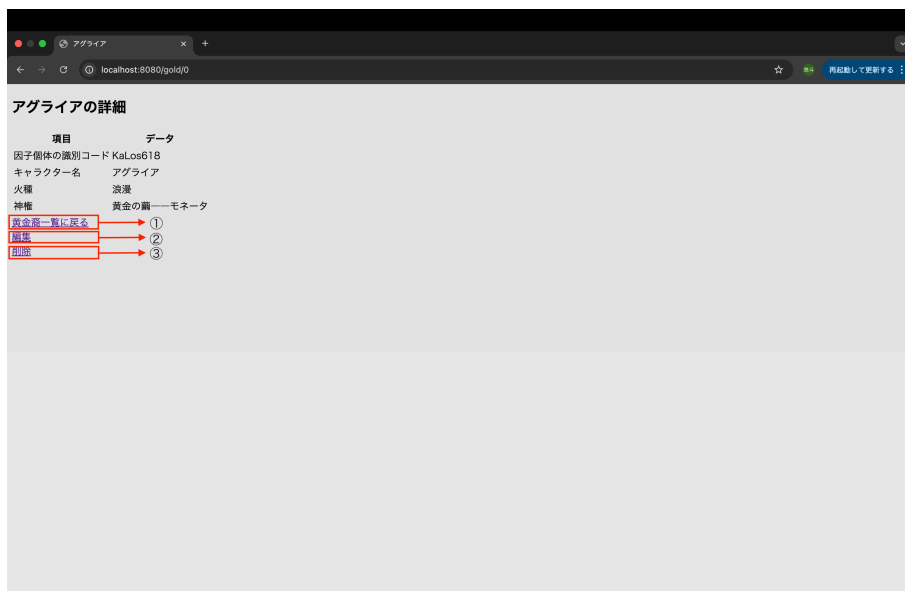 アグライア
localhost:8080/gold/0
再起動して更新する
アグライアの詳細
項目 データ
因子個体の識別コード KaLos618
キャラクター名 アグライア
火種 浪漫
神権 黄金の繭——モネータ
黄金裔一覧に戻る ①
編集 ②
削除 ③